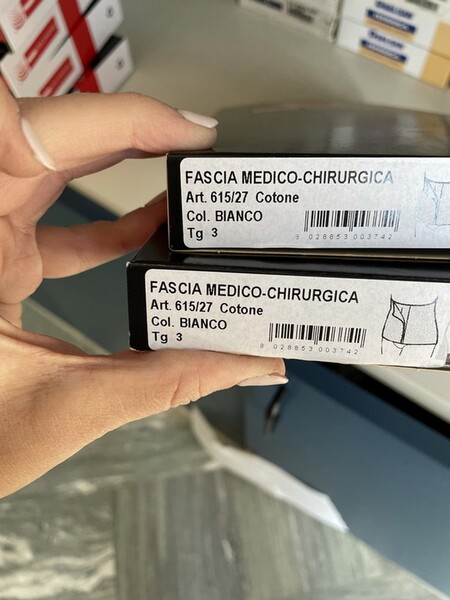 FASCIA MEDICO-CHIRURGICA
Art. 615/27 Cotone
Col. BIANCO
Tg 3
8 028853 003742
FASCIA MEDICO-CHIRURGICA
Art. 615/27 Cotone
Col. BIANCO
Tg 3
8 028853 003742